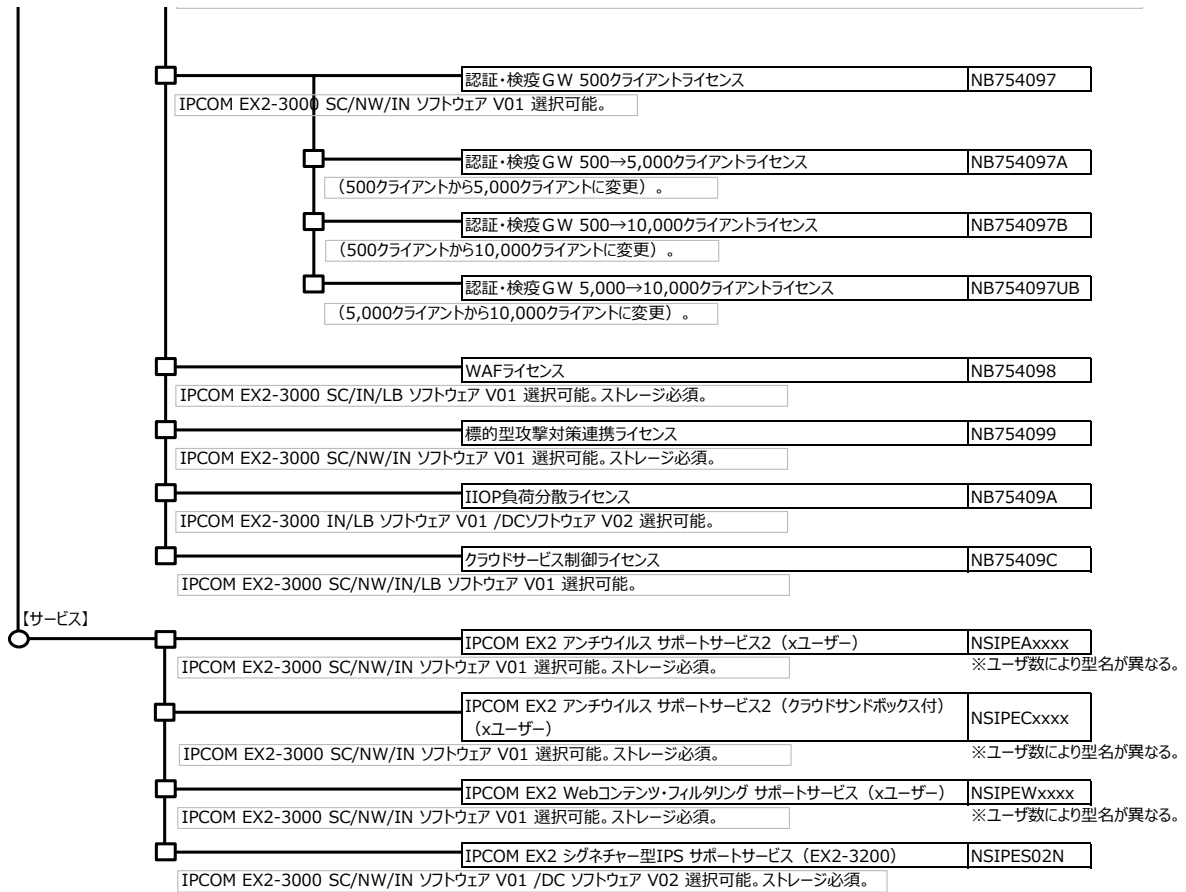 認証・検疫GW 500クライアントライセンス NB754097
IPCOM EX2-3000 SC/NW/IN ソフトウェア V01 選択可能。
認証・検疫GW 500→5,000クライアントライセンス NB754097A
（500クライアントから5,000クライアントに変更）。
認証・検疫GW 500→10,000クライアントライセンス NB754097B
（500クライアントから10,000クライアントに変更）。
認証・検疫GW 5,000→10,000クライアントライセンス NB754097UB
（5,000クライアントから10,000クライアントに変更）。
WAFライセンス NB754098
IPCOM EX2-3000 SC/IN/LB ソフトウェア V01 選択可能。ストレージ必須。
標的型攻撃対策連携ライセンス NB754099
IPCOM EX2-3000 SC/NW/IN ソフトウェア V01 選択可能。ストレージ必須。
IIOP負荷分散ライセンス NB75409A
IPCOM EX2-3000 IN/LB ソフトウェア V01 /DCソフトウェア V02 選択可能。
クラウドサービス制御ライセンス NB75409C
IPCOM EX2-3000 SC/NW/IN/LB ソフトウェア V01 選択可能。
【サービス】
IPCOM EX2 アンチウイルス サポートサービス2（xユーザー） NSIPEAxxxx
IPCOM EX2-3000 SC/NW/IN ソフトウェア V01 選択可能。ストレージ必須。 ※ユーザ数により型名が異なる。
IPCOM EX2 アンチウイルス サポートサービス2（クラウドサンドボックス付）
（xユーザー） NSIPECxxxx
IPCOM EX2-3000 SC/NW/IN ソフトウェア V01 選択可能。ストレージ必須。 ※ユーザ数により型名が異なる。
IPCOM EX2 Webコンテンツ・フィルタリング サポートサービス（xユーザー） NSIPEWxxxx
IPCOM EX2-3000 SC/NW/IN ソフトウェア V01 選択可能。ストレージ必須。 ※ユーザ数により型名が異なる。
IPCOM EX2 シグネチャー型IPS サポートサービス（EX2-3200） NSIPES02N
IPCOM EX2-3000 SC/NW/IN ソフトウェア V01 /DC ソフトウェア V02 選択可能。ストレージ必須。